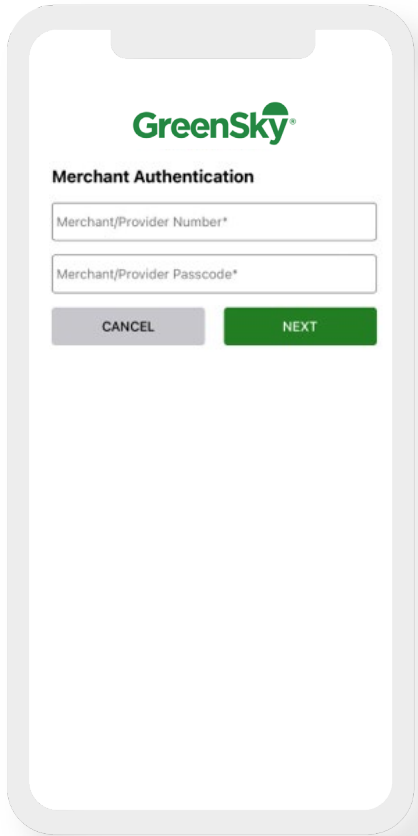 GreenSky®
Merchant Authentication
Merchant/Provider Number*
Merchant/Provider Passcode*
CANCEL
NEXT